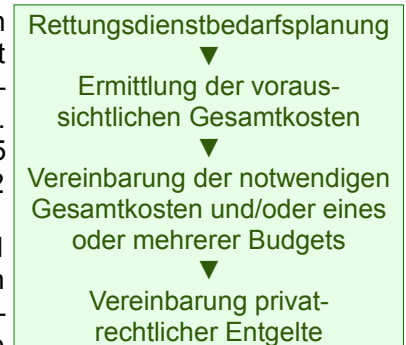 Rettungsdienstbedarfsplanung
▼
Ermittlung der voraus-
sichtlichen Gesamtkosten
▼
Vereinbarung der notwendigen
Gesamtkosten und/oder eines
oder mehrerer Budgets
▼
Vereinbarung privat-
rechtlicher Entgelte